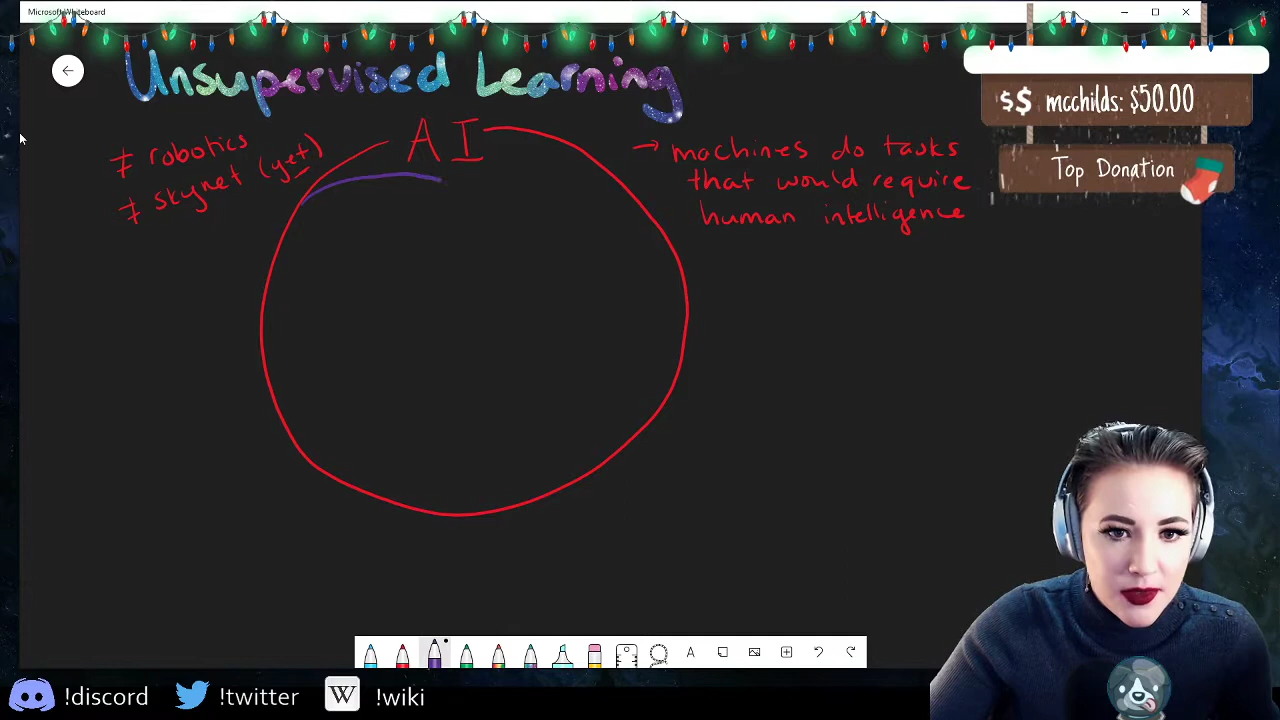 Microsoft Whiteboard
Unsupervised Learning
$$ mcchilds: $50.00
Top Donation
≠ robotics
≠ skynet (yet)
AI
→ machines do tasks
that would require
human intelligence
A
!discord
!twitter
W !wiki